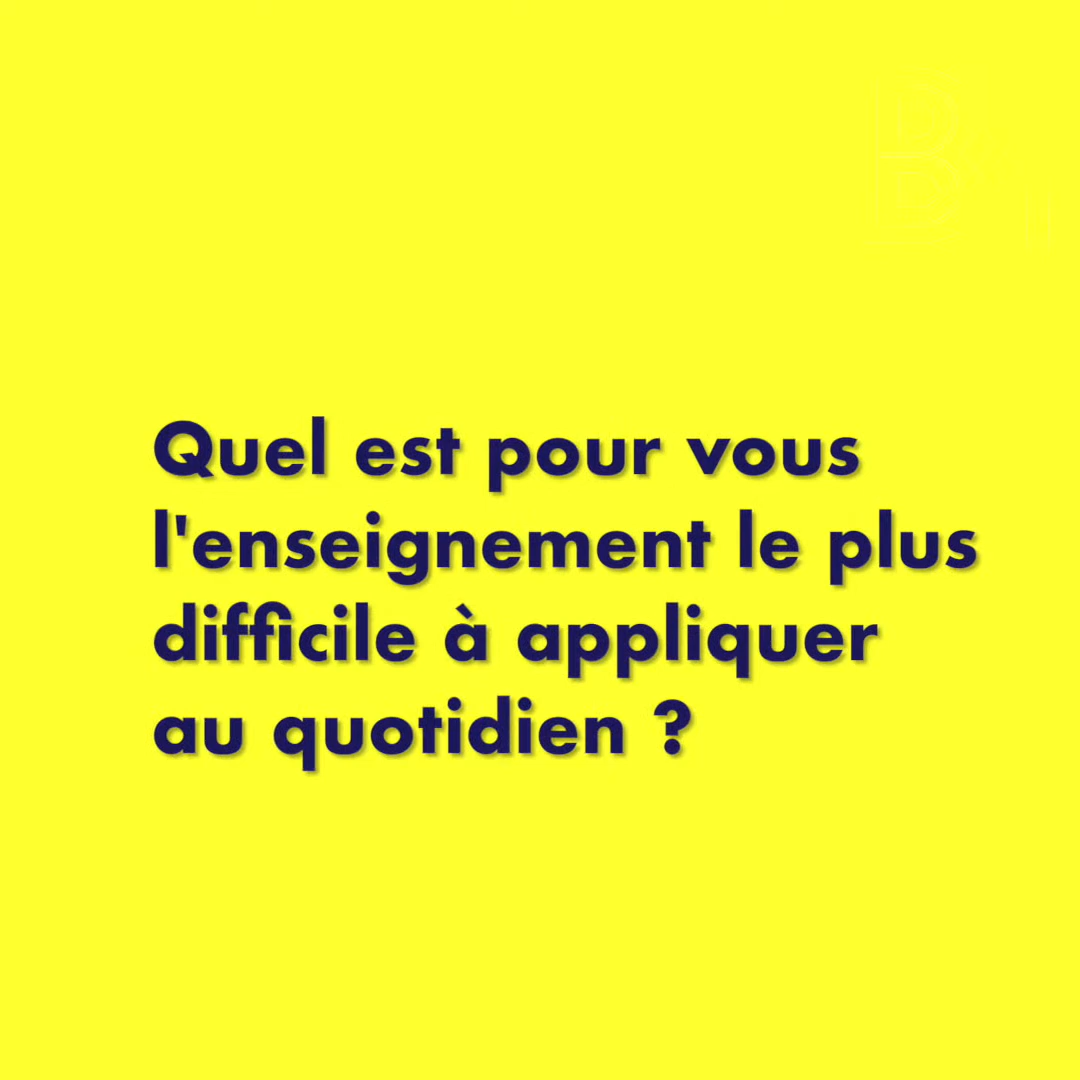 Quel est pour vous
l'enseignement le plus
difficile à appliquer
au quotidien ?